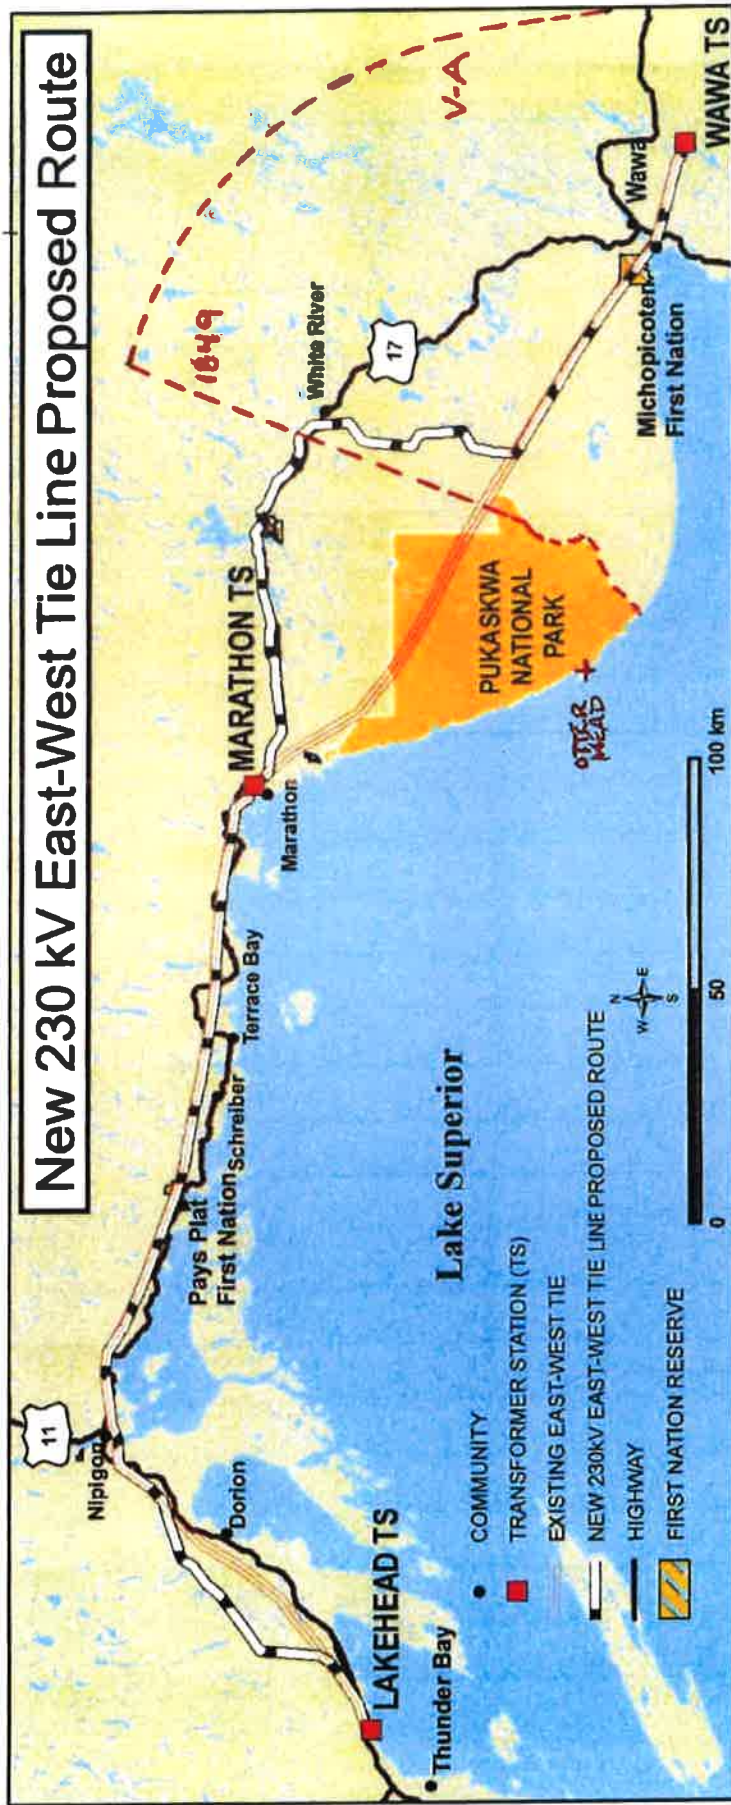 New 230 kV East-West Tie Line Proposed Route
11
Nipigon
Dorion
LAKEHEAD TS
Thunder Bay
Pays Plat
First Nation
Schreiber
Terrace Bay
MARATHON TS
Marathon
White River
17
1849
V-A
PUKASKWA
NATIONAL
PARK
OTTER
HEAD
Michopicoten
First Nation
Wawa
WAWA TS
Lake Superior
COMMUNITY
TRANSFORMER STATION (TS)
EXISTING EAST-WEST TIE
NEW 230KV EAST-WEST TIE LINE PROPOSED ROUTE
HIGHWAY
FIRST NATION RESERVE
N
W
E
S
0
50
100 km